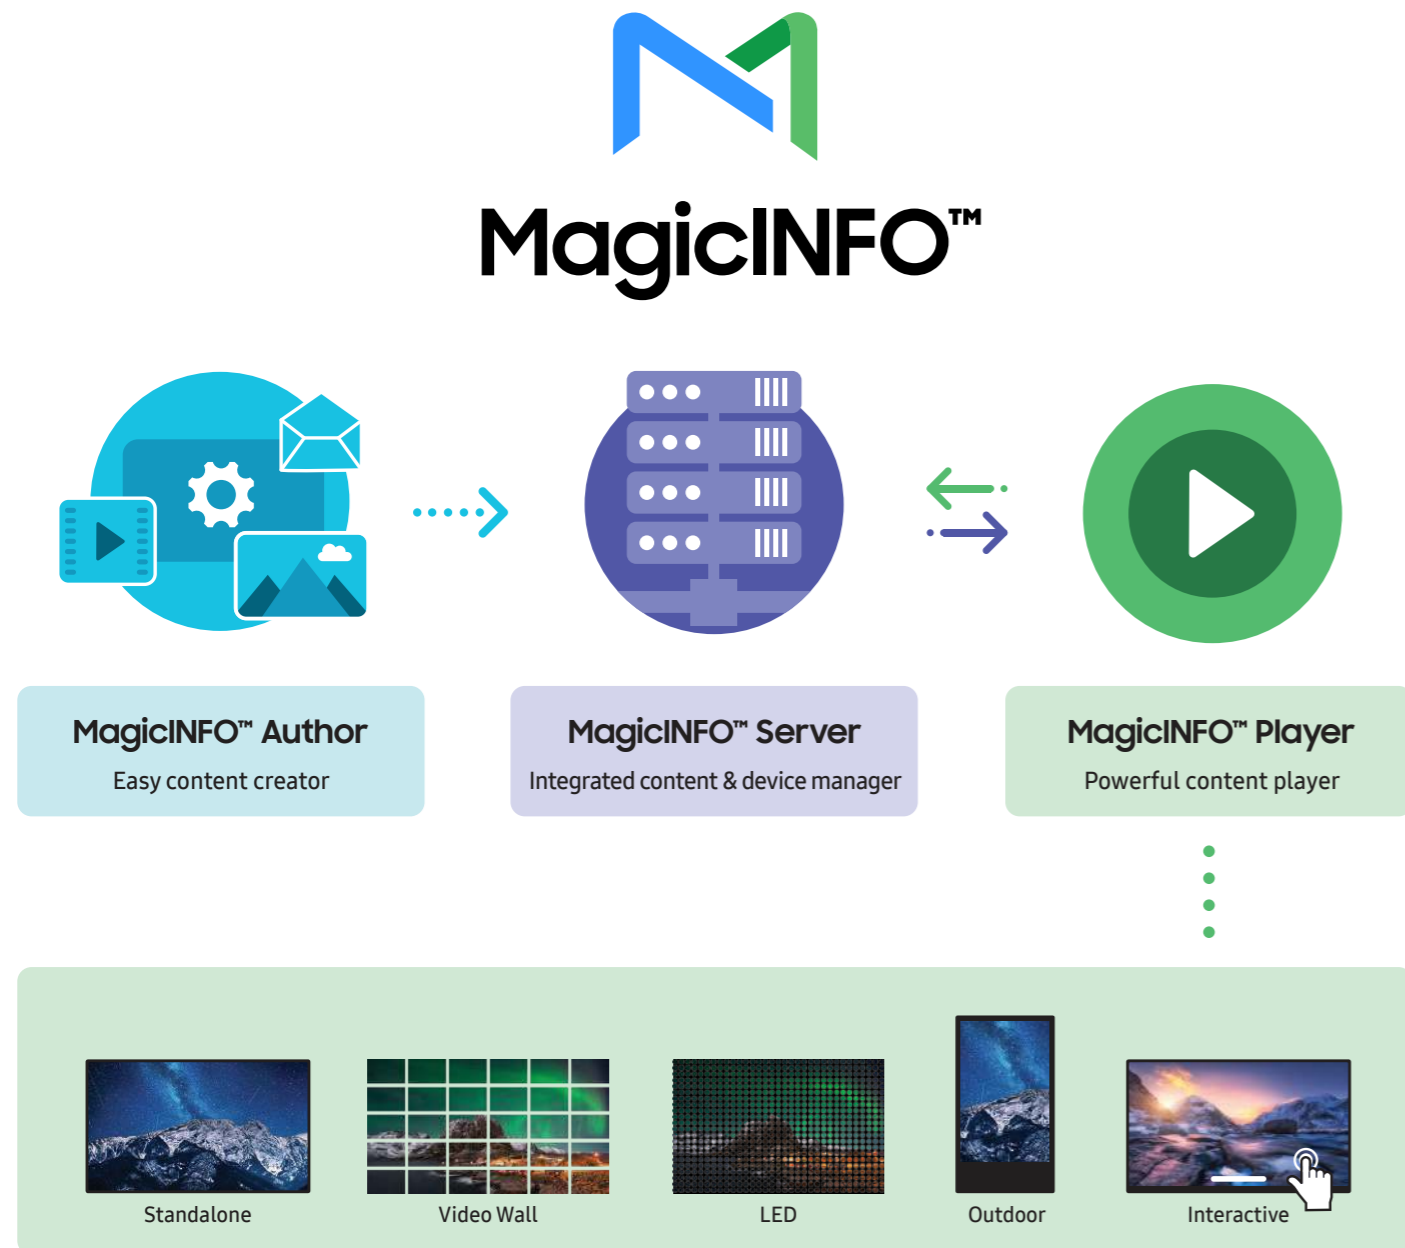 MagicINFO™
MagicINFO™ Author
Easy content creator
MagicINFO™ Server
Integrated content & device manager
MagicINFO™ Player
Powerful content player
Standalone
Video Wall
LED
Outdoor
Interactive